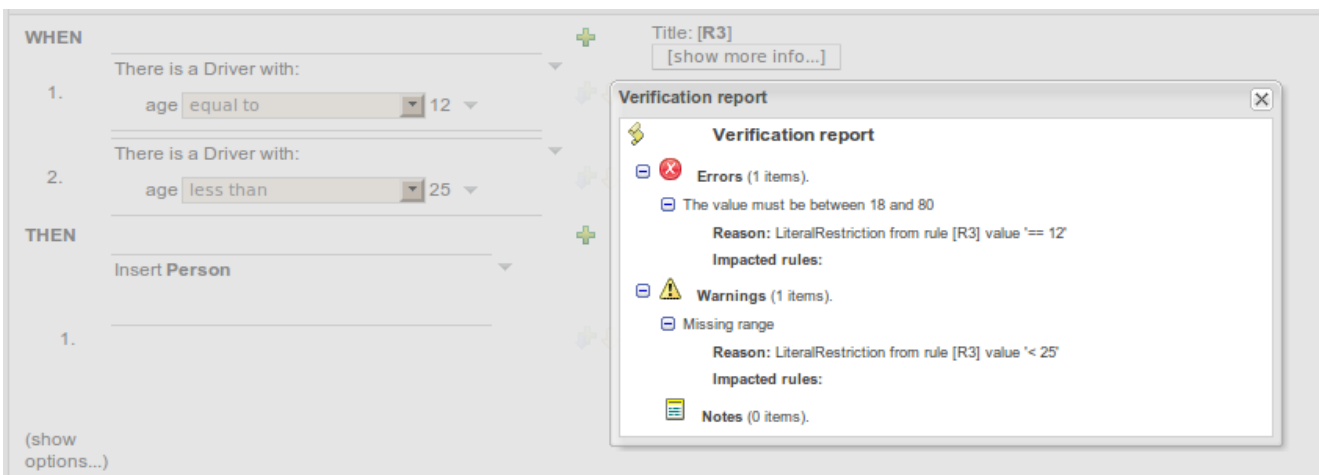 WHEN
Title: [R3]
[show more info...]
There is a Driver with:
1.
age equal to 12
There is a Driver with:
2.
age less than 25
THEN
Insert Person
1.
(show
options...)
Verification report
Verification report
Errors (1 items).
The value must be between 18 and 80
Reason: LiteralRestriction from rule [R3] value '== 12'
Impacted rules:
Warnings (1 items).
Missing range
Reason: LiteralRestriction from rule [R3] value '< 25'
Impacted rules:
Notes (0 items).